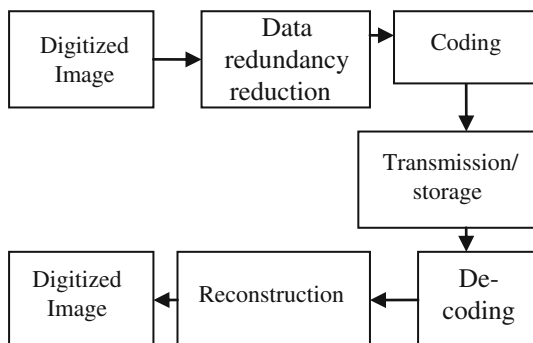 Digitized
Image
Data
redundancy
reduction
Coding
Transmission/
storage
De-
coding
Reconstruction
Digitized
Image